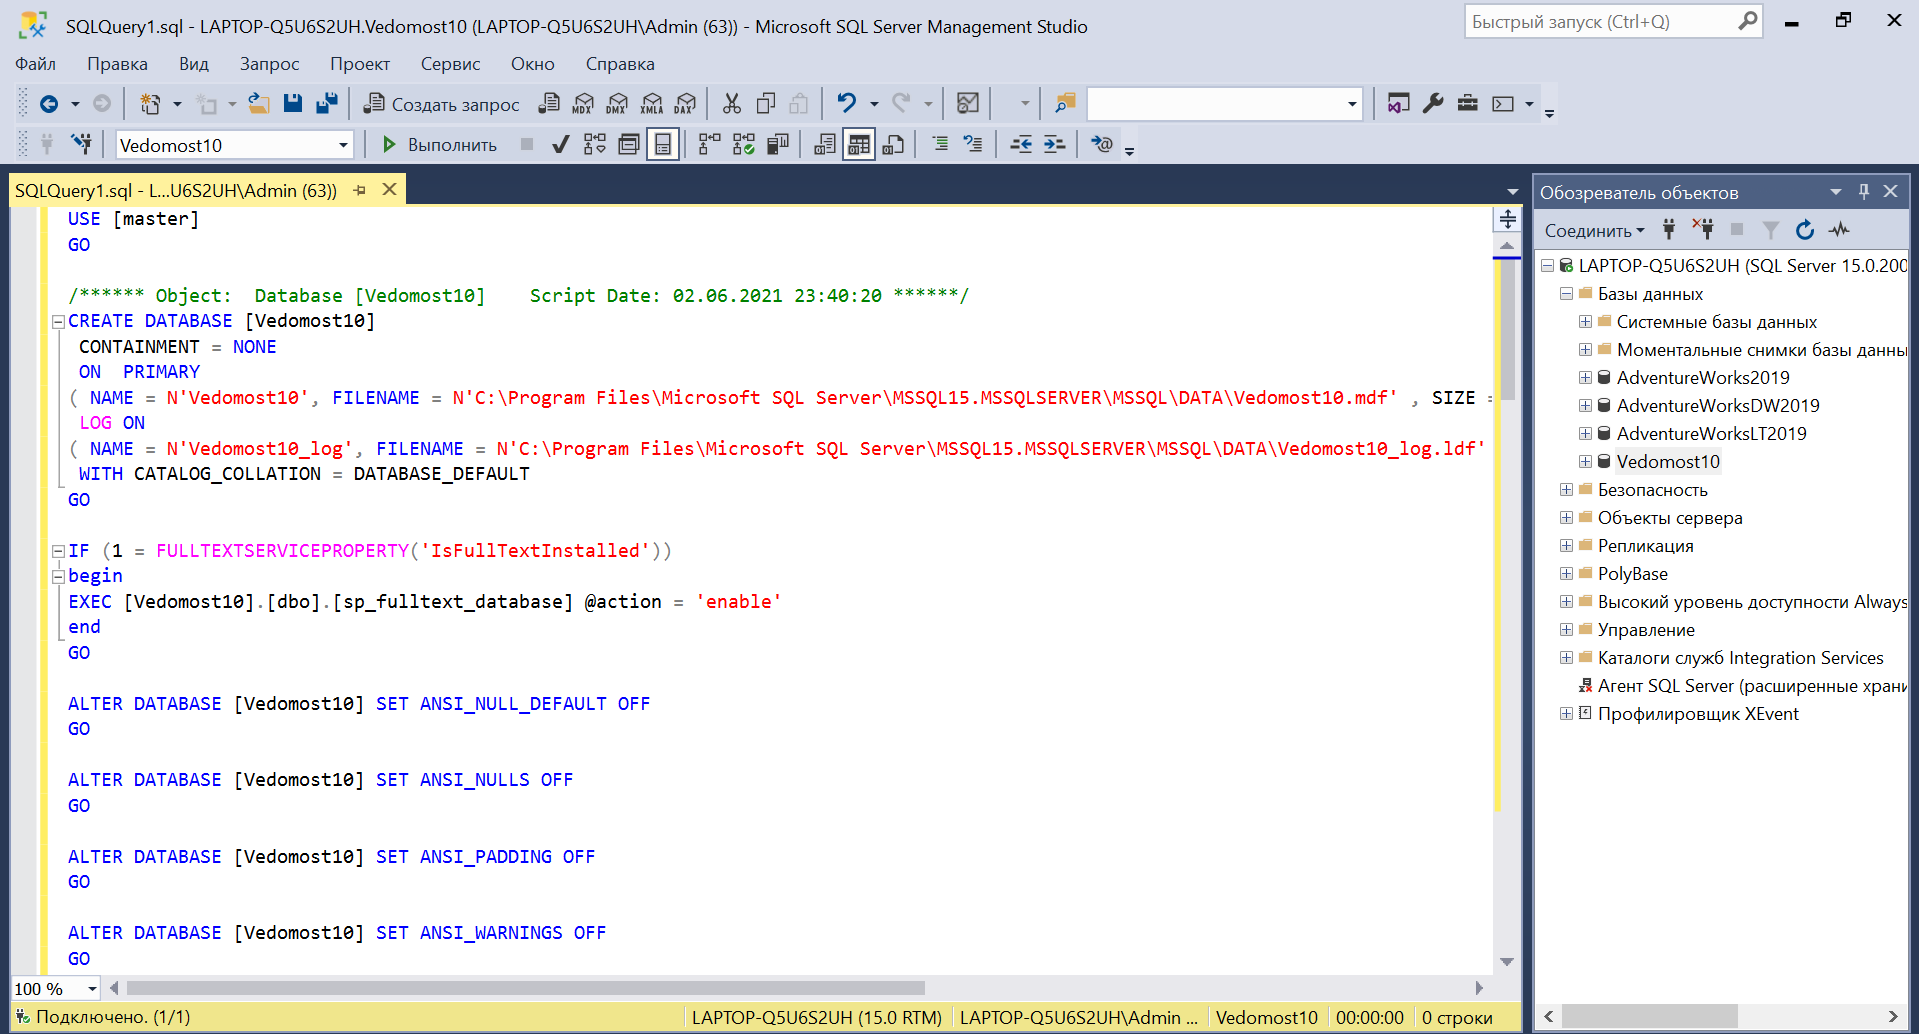 SQLQuery1.sql - LAPTOP-Q5U6S2UH.Vedomost10 (LAPTOP-Q5U6S2UH\Admin (63)) - Microsoft SQL Server Management Studio
Быстрый запуск (Ctrl+Q)
Файл Правка Вид Запрос Проект Сервис Окно Справка
Создать запрос MDX DMX XMLA DAX
Vedomost10 Выполнить
SQLQuery1.sql - L...U6S2UH\Admin (63))
USE [master]
GO
/****** Object:  Database [Vedomost10]    Script Date: 02.06.2021 23:40:20 ******/
CREATE DATABASE [Vedomost10]
CONTAINMENT = NONE
ON  PRIMARY
( NAME = N'Vedomost10', FILENAME = N'C:\Program Files\Microsoft SQL Server\MSSQL15.MSSQLSERVER\MSSQL\DATA\Vedomost10.mdf' , SIZE =
LOG ON
( NAME = N'Vedomost10_log', FILENAME = N'C:\Program Files\Microsoft SQL Server\MSSQL15.MSSQLSERVER\MSSQL\DATA\Vedomost10_log.ldf'
WITH CATALOG_COLLATION = DATABASE_DEFAULT
GO
IF (1 = FULLTEXTSERVICEPROPERTY('IsFullTextInstalled'))
begin
EXEC [Vedomost10].[dbo].[sp_fulltext_database] @action = 'enable'
end
GO
ALTER DATABASE [Vedomost10] SET ANSI_NULL_DEFAULT OFF
GO
ALTER DATABASE [Vedomost10] SET ANSI_NULLS OFF
GO
ALTER DATABASE [Vedomost10] SET ANSI_PADDING OFF
GO
ALTER DATABASE [Vedomost10] SET ANSI_WARNINGS OFF
GO
100 %
Подключено. (1/1) LAPTOP-Q5U6S2UH (15.0 RTM) LAPTOP-Q5U6S2UH\Admin ... Vedomost10 00:00:00 0 строки
Обозреватель объектов
Соединить
LAPTOP-Q5U6S2UH (SQL Server 15.0.200
Базы данных
Системные базы данных
Моментальные снимки базы данны
AdventureWorks2019
AdventureWorksDW2019
AdventureWorksLT2019
Vedomost10
Безопасность
Объекты сервера
Репликация
PolyBase
Высокий уровень доступности Always
Управление
Каталоги служб Integration Services
Агент SQL Server (расширенные храни
Профилировщик XEvent